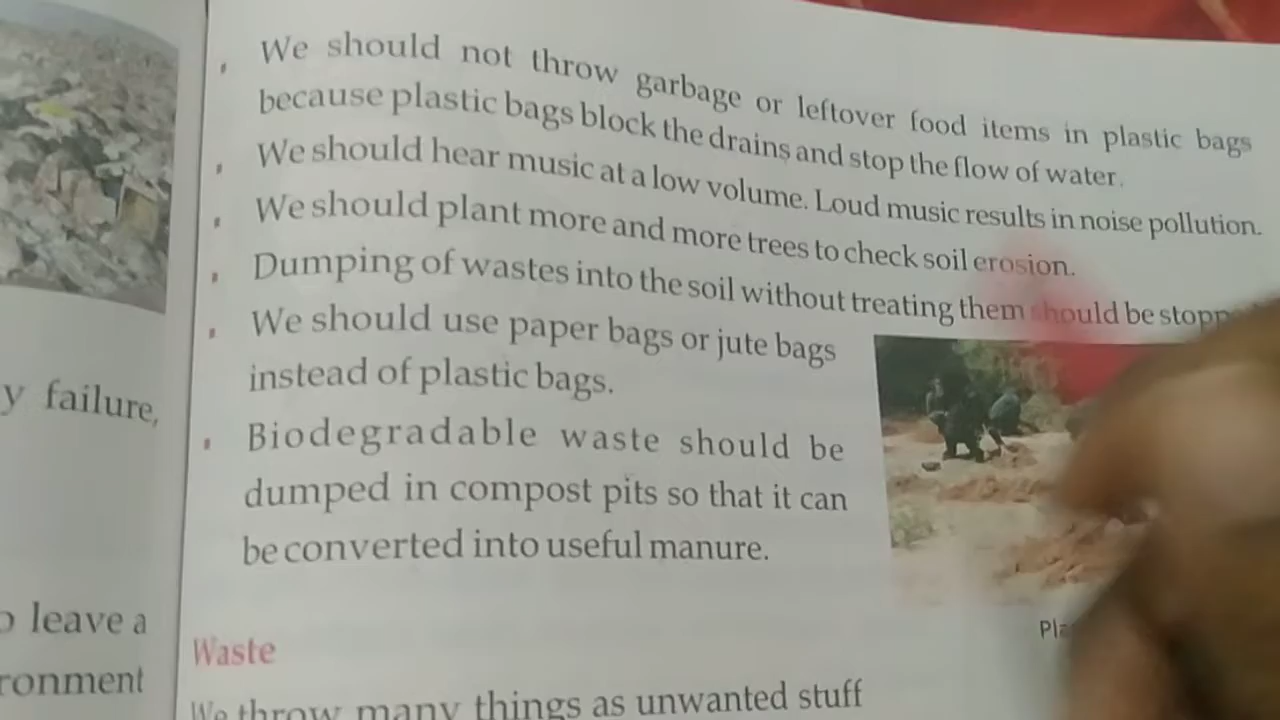 We should not throw garbage or leftover food items in plastic bags
because plastic bags block the drains and stop the flow of water.
We should hear music at a low volume. Loud music results in noise pollution.
We should plant more and more trees to check soil erosion.
Dumping of wastes into the soil without treating them should be
We should use paper bags or jute bags
instead of plastic bags.
Biodegradable waste should be
dumped in compost pits so that it can
be converted into useful manure.
Waste
We throw many things as unwanted stuff
failure,
leave a